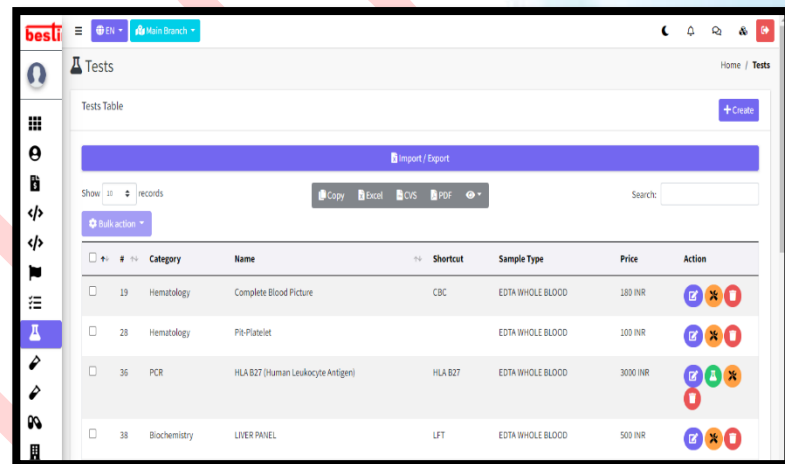 besti
EN
Main Branch
Tests
Home / Tests
Tests Table
+ Create
Import / Export
Show 10 records
Copy Excel CVS PDF
Search:
Bulk action
# Category Name Shortcut Sample Type Price Action
19 Hematology Complete Blood Picture CBC EDTA WHOLE BLOOD 180 INR
28 Hematology Plt-Platelet EDTA WHOLE BLOOD 100 INR
36 PCR HLA B27 (Human Leukocyte Antigen) HLA B27 EDTA WHOLE BLOOD 3000 INR
38 Biochemistry LIVER PANEL LFT EDTA WHOLE BLOOD 500 INR